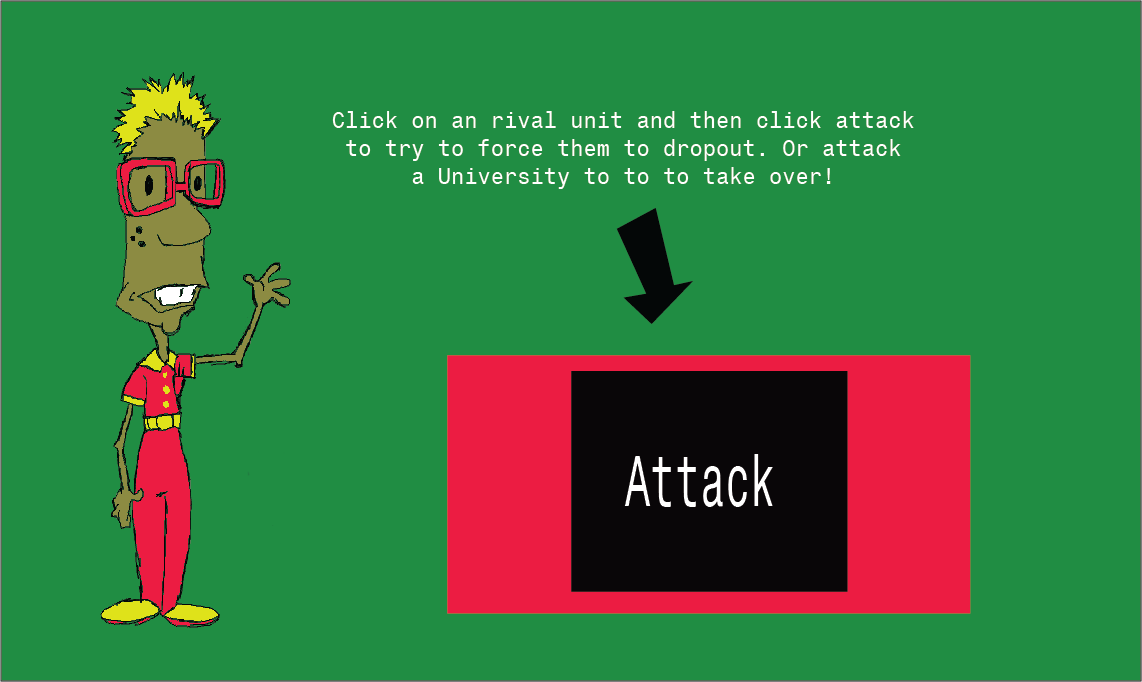 Click on an rival unit and then click attack
to try to force them to dropout. Or attack
a University to to to take over!
Attack